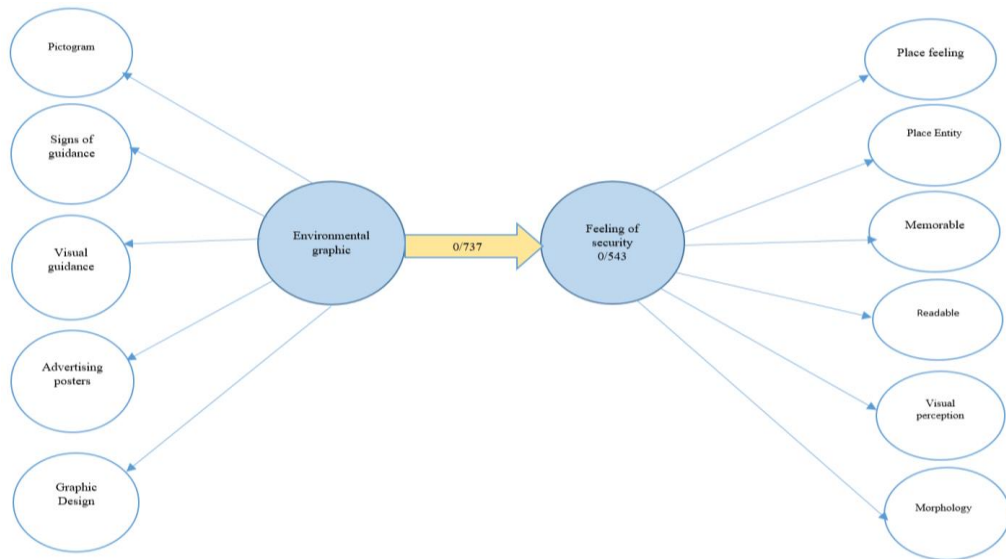 Pictogram
Signs of
guidance
Visual
guidance
Advertising
posters
Graphic
Design
Environmental
graphic
0/737
Feeling of
security
0/543
Place feeling
Place Entity
Memorable
Readable
Visual
perception
Morphology